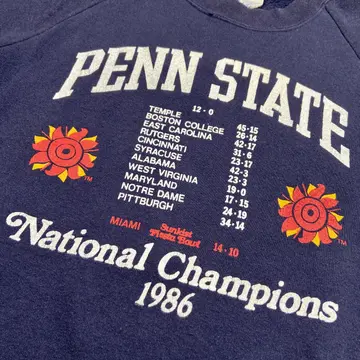 PENN STATE
12·0
TEMPLE 45·15
BOSTON COLLEGE 26·14
EAST CAROLINA 42·17
RUTGERS 31·6
CINCINNATI 23·17
SYRACUSE 42·3
ALABAMA 23·3
WEST VIRGINIA 19·0
MARYLAND 17·15
NOTRE DAME 24·19
PITTSBURGH 34·14
TM
TM
MIAMI Sunkist Fiesta Bowl 14·10
National Champions
1986